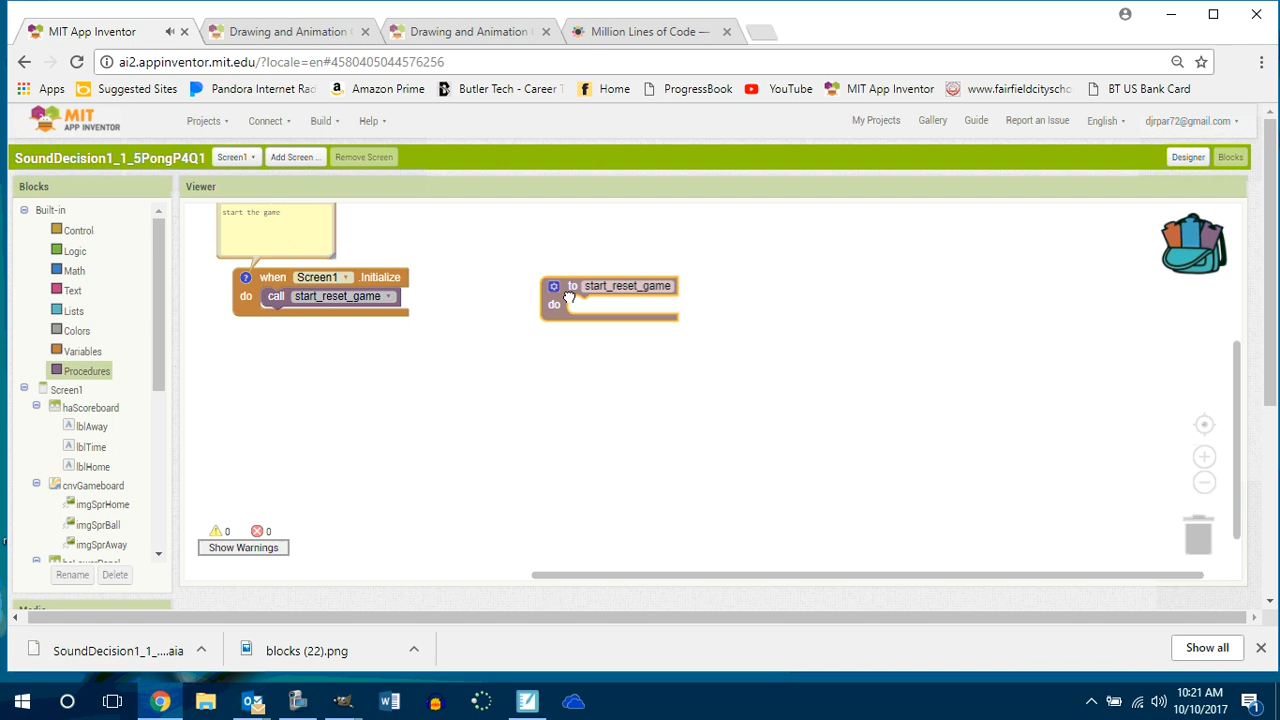 MIT App Inventor
Drawing and Animation
Drawing and Animation
Million Lines of Code —
ai2.appinventor.mit.edu/?locale=en#4580405044576256
Apps
Suggested Sites
Pandora Internet Rad
Amazon Prime
Butler Tech - Career T
Home
ProgressBook
YouTube
MIT App Inventor
www.fairfieldcitysch
BT US Bank Card
MIT
APP INVENTOR
Projects
Connect
Build
Help
My Projects
Gallery
Guide
Report an Issue
English
djrpar72@gmail.com
SoundDecision1_1_5PongP4Q1
Screen1
Add Screen ...
Remove Screen
Designer
Blocks
Blocks
Viewer
Built-in
Control
Logic
Math
Text
Lists
Colors
Variables
Procedures
Screen1
haScoreboard
lblAway
lblTime
lblHome
cnvGameboard
imgSprHome
imgSprBall
imgSprAway
Rename
Delete
start the game
? when Screen1 .Initialize
do call start_reset_game
to start_reset_game
do
0 0
Show Warnings
SoundDecision1_1_....aia
blocks (22).png
Show all
10:21 AM
10/10/2017
1